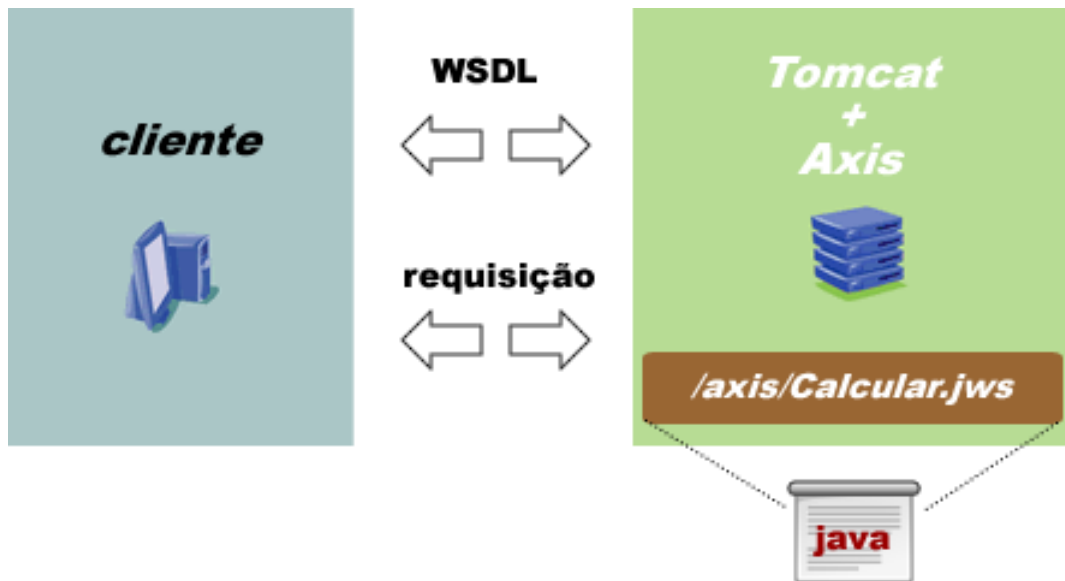 cliente
WSDL
requisição
Tomcat
+
Axis
/axis/Calcular.jws
java